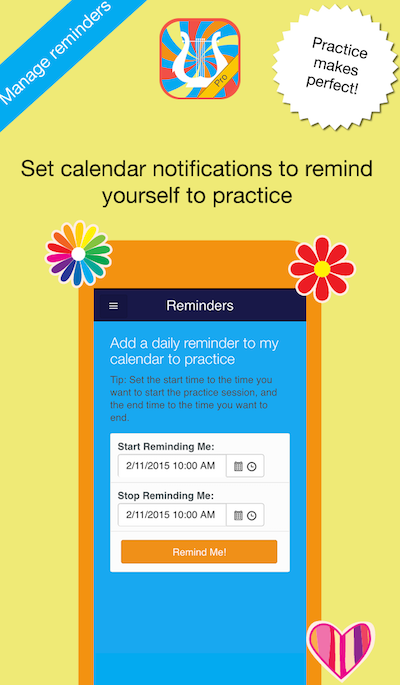 Manage reminders
Pro
Practice
makes
perfect!
Set calendar notifications to remind
yourself to practice
Reminders
Add a daily reminder to my
calendar to practice
Tip: Set the start time to the time you
want to start the practice session, and
the end time to the time you want to
end.
Start Reminding Me:
2/11/2015 10:00 AM
Stop Reminding Me:
2/11/2015 10:00 AM
Remind Me!